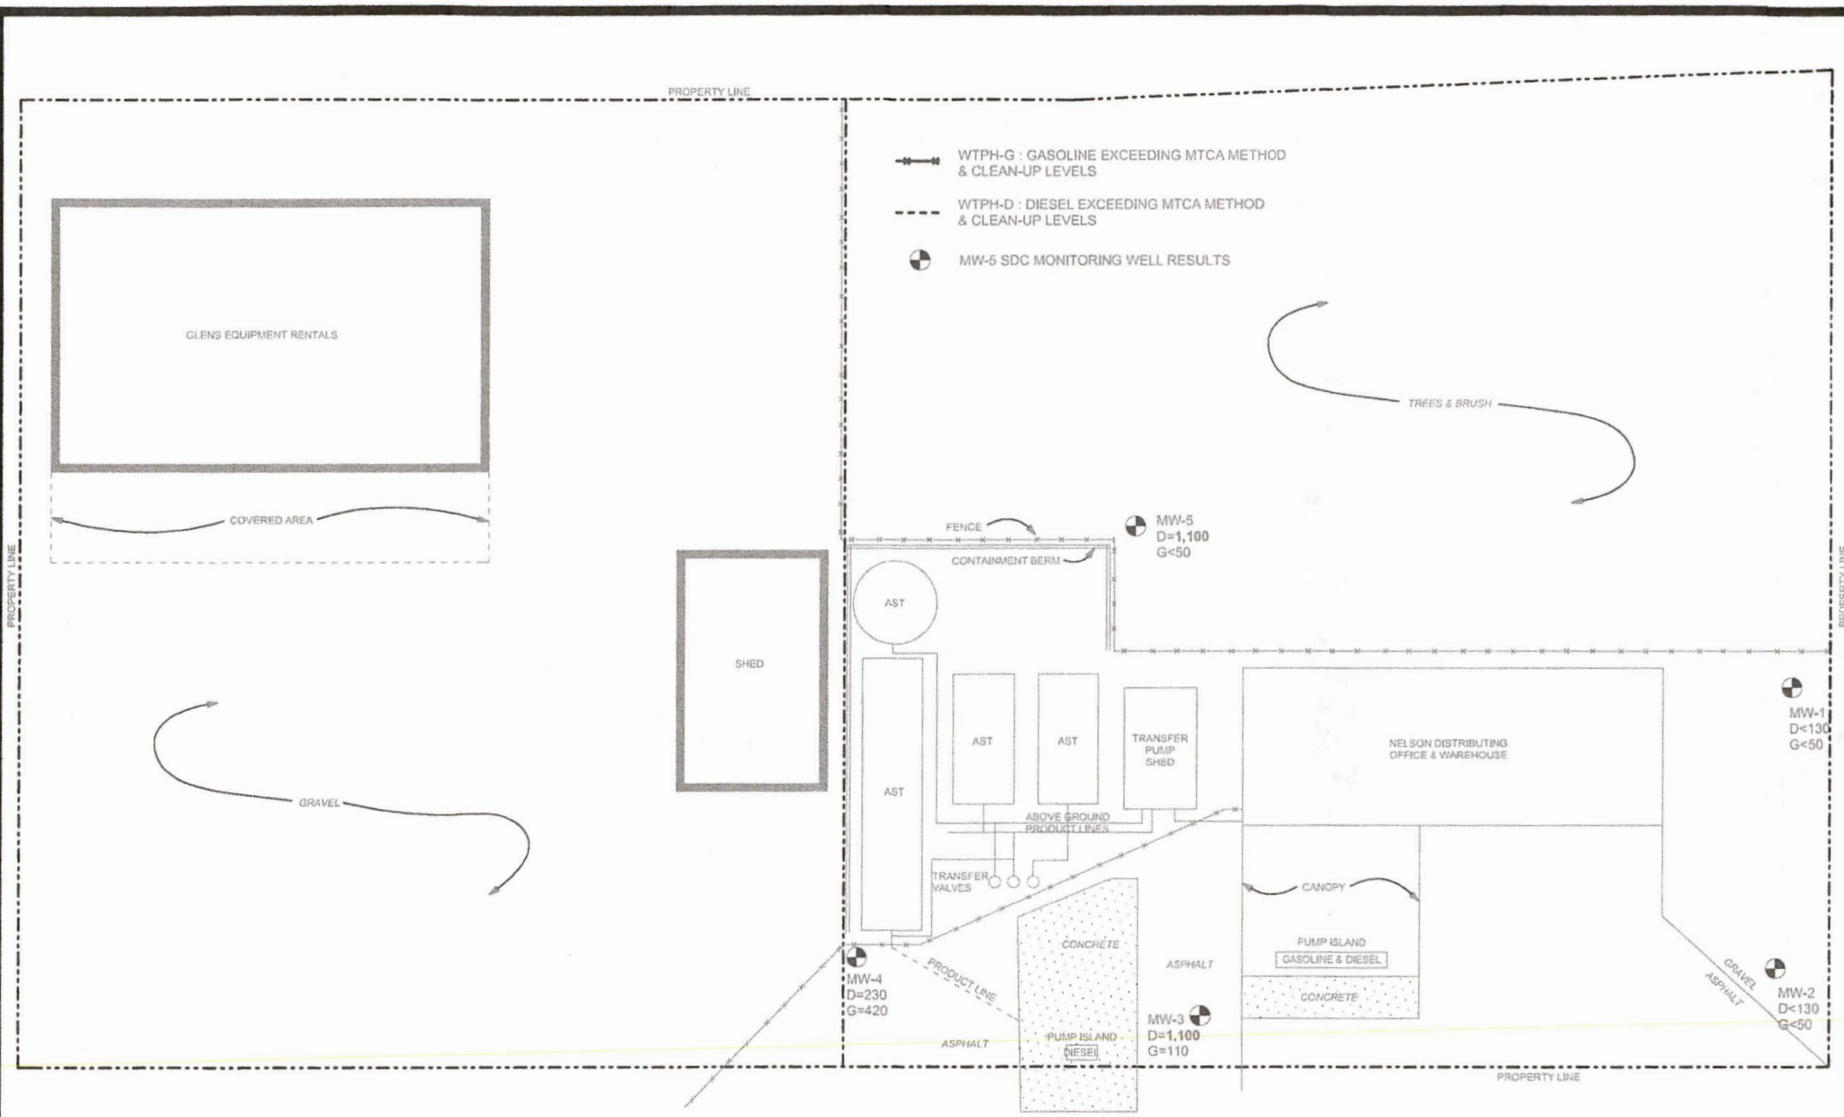 PROPERTY LINE
WTPH-G : GASOLINE EXCEEDING MTCA METHOD
& CLEAN-UP LEVELS
WTPH-D : DIESEL EXCEEDING MTCA METHOD
& CLEAN-UP LEVELS
MW-5 SDC MONITORING WELL RESULTS
GLENS EQUIPMENT RENTALS
TREES & BRUSH
COVERED AREA
FENCE
MW-5
D=1,100
G<50
CONTAINMENT BERM
PROPERTY LINE
PROPERTY LINE
AST
SHED
AST
AST
AST
TRANSFER
PUMP
SHED
NELSON DISTRIBUTING
OFFICE & WAREHOUSE
MW-1
D<130
G<50
GRAVEL
ABOVE GROUND
PRODUCT LINES
TRANSFER
VALVES
CANOPY
CONCRETE
ASPHALT
PUMP ISLAND
GASOLINE & DIESEL
CONCRETE
GRAVEL
ASPHALT
MW-2
D<130
G<50
MW-4
D=230
G=420
PRODUCT LINE
MW-3
D=1,100
G=110
ASPHALT
PUMP ISLAND
DIESEL
PROPERTY LINE